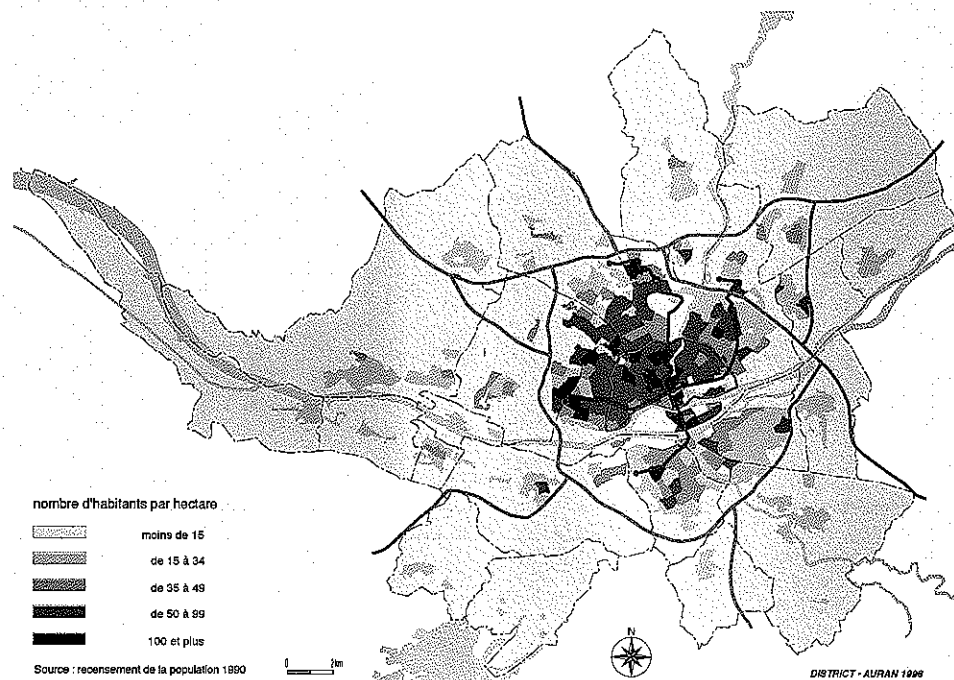 nombre d'habitants par hectare
moins de 15
de 15 à 34
de 35 à 49
de 50 à 99
100 et plus
Source : recensement de la population 1990
0 2km
N
DISTRICT - AURAN 1996